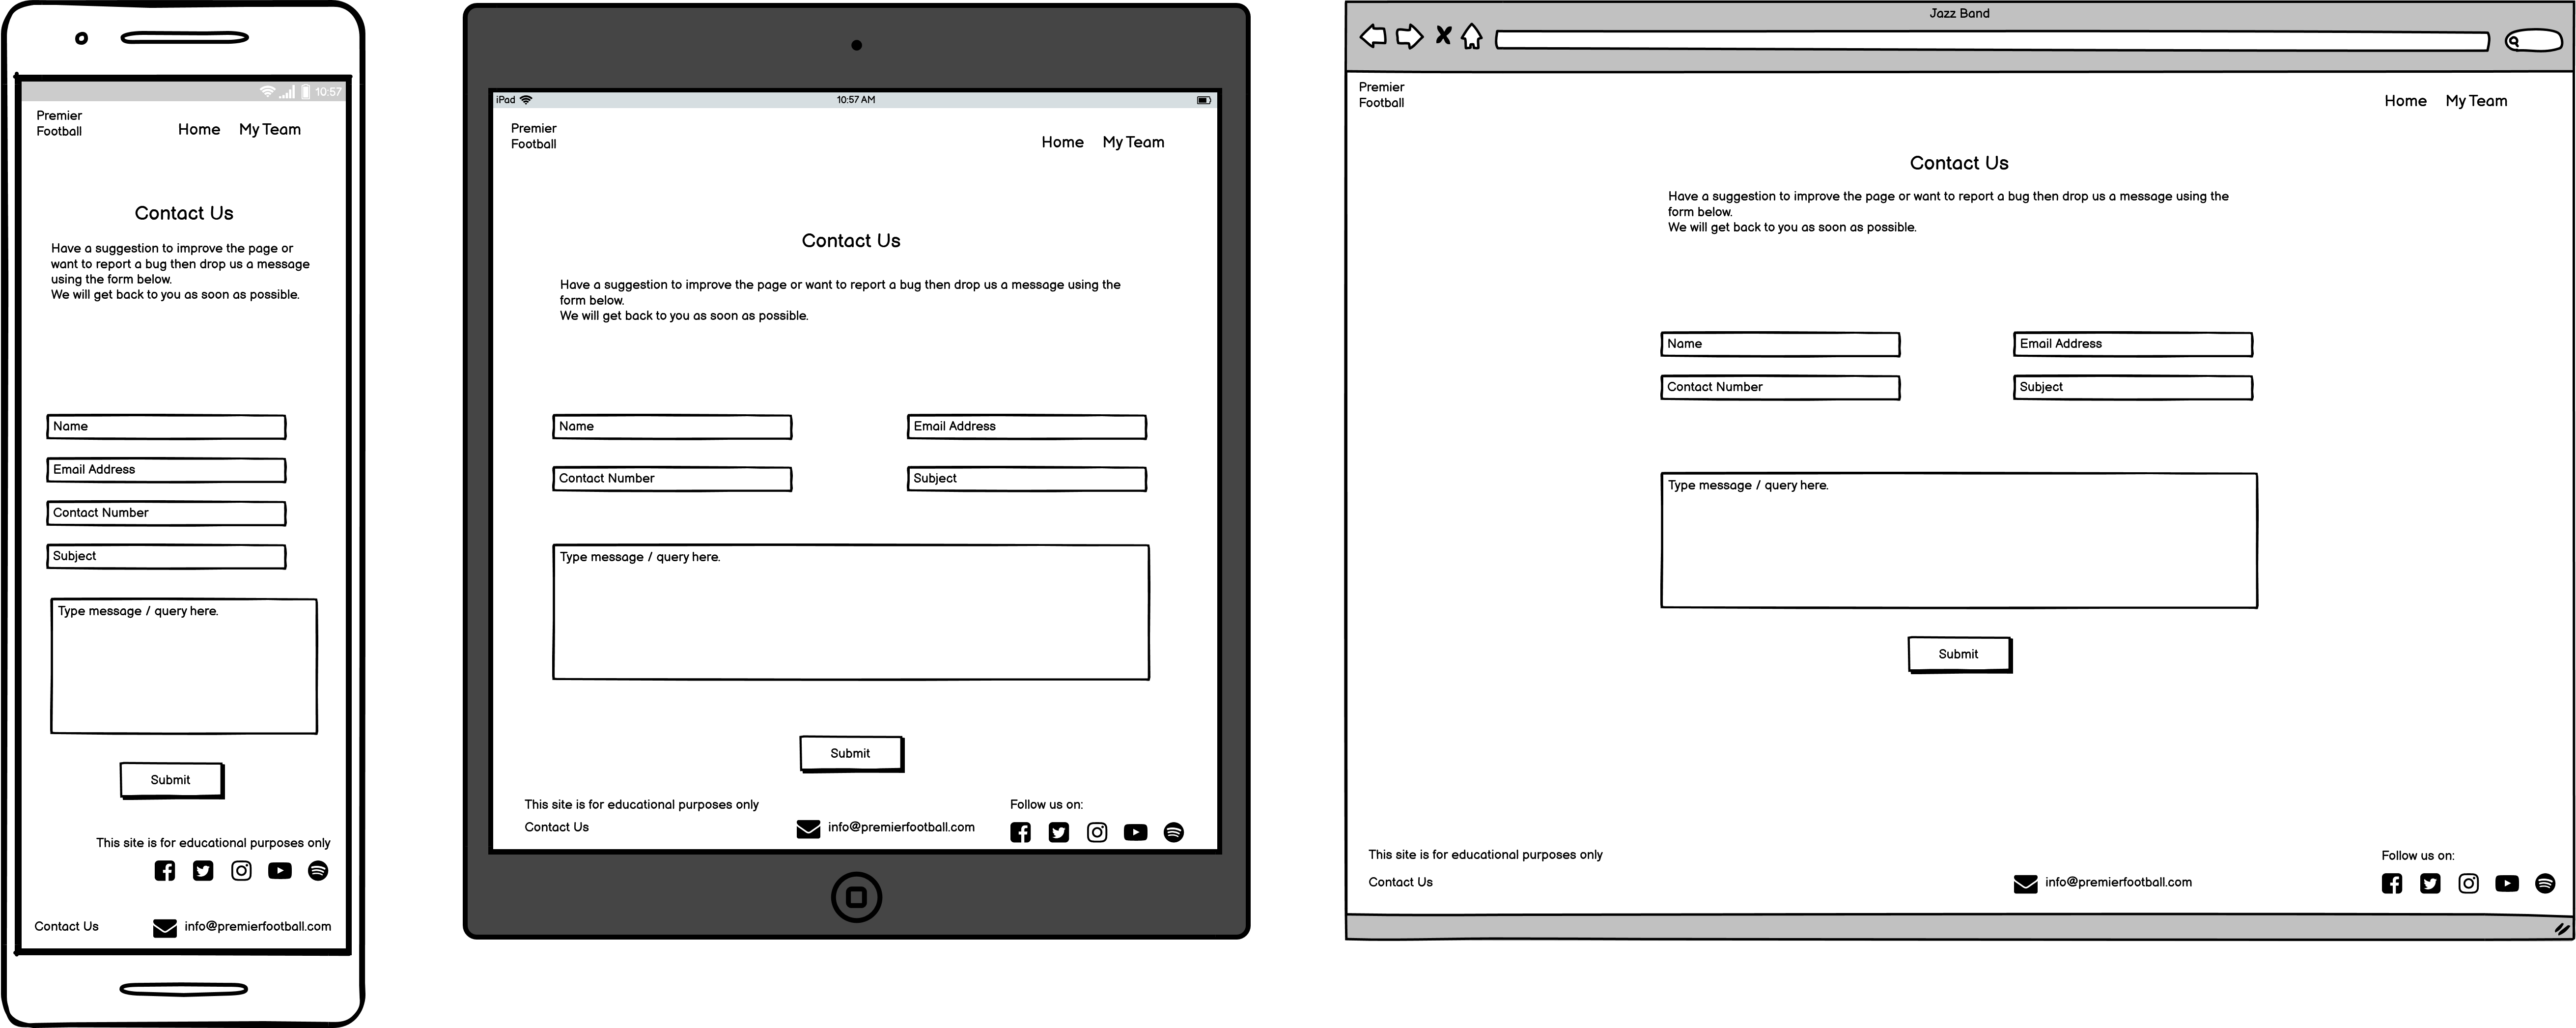 10:57
Premier
Football
Home My Team
Contact Us
Have a suggestion to improve the page or
want to report a bug then drop us a message
using the form below.
We will get back to you as soon as possible.
Name
Email Address
Contact Number
Subject
Type message / query here.
Submit
This site is for educational purposes only
Contact Us info@premierfootball.com
iPad 10:57 AM
Premier
Football
Home My Team
Contact Us
Have a suggestion to improve the page or want to report a bug then drop us a message using the
form below.
We will get back to you as soon as possible.
Name Email Address
Contact Number Subject
Type message / query here.
Submit
This site is for educational purposes only Follow us on:
Contact Us info@premierfootball.com
Jazz Band
Premier
Football
Home My Team
Contact Us
Have a suggestion to improve the page or want to report a bug then drop us a message using the
form below.
We will get back to you as soon as possible.
Name Email Address
Contact Number Subject
Type message / query here.
Submit
This site is for educational purposes only Follow us on:
Contact Us info@premierfootball.com